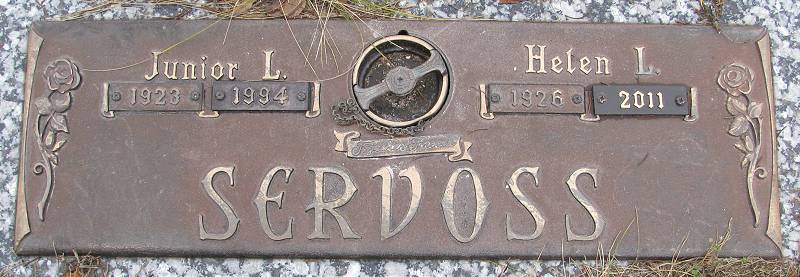 Junior L. Helen L.
1923 1994 1926 2011
SERVOSS